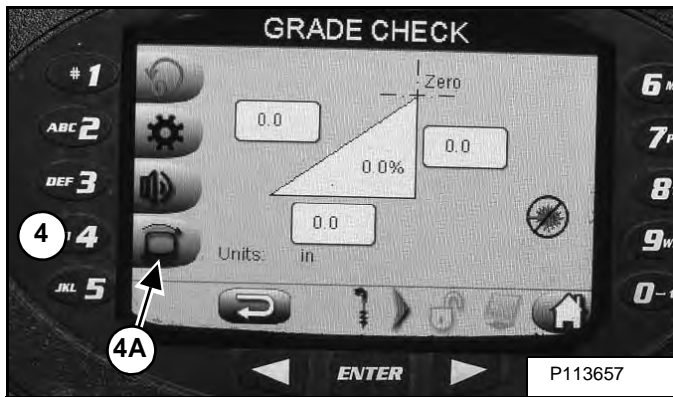 GRADE CHECK
# 1
ABC 2
DEF 3
4
4
JKL 5
4A
Zero
0.0
0.0
0.0%
0.0
Units: in
6 M
7 P
8
9 W
0
ENTER
P113657